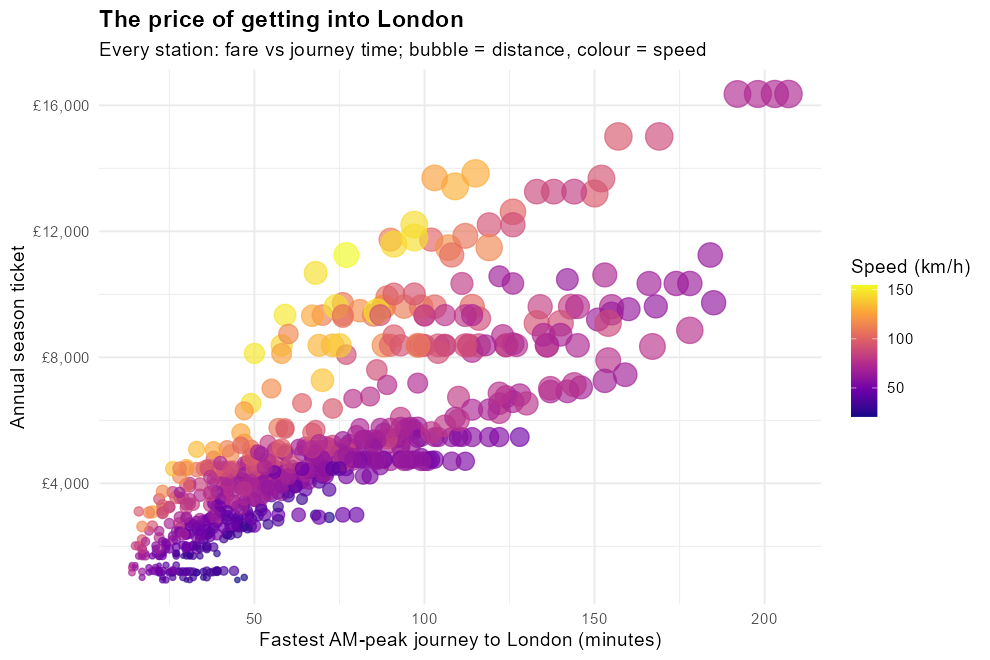 The price of getting into London
Every station: fare vs journey time; bubble = distance, colour = speed
£16,000
£12,000
£8,000
£4,000
Annual season ticket
50
100
150
200
Fastest AM-peak journey to London (minutes)
Speed (km/h)
150
100
50